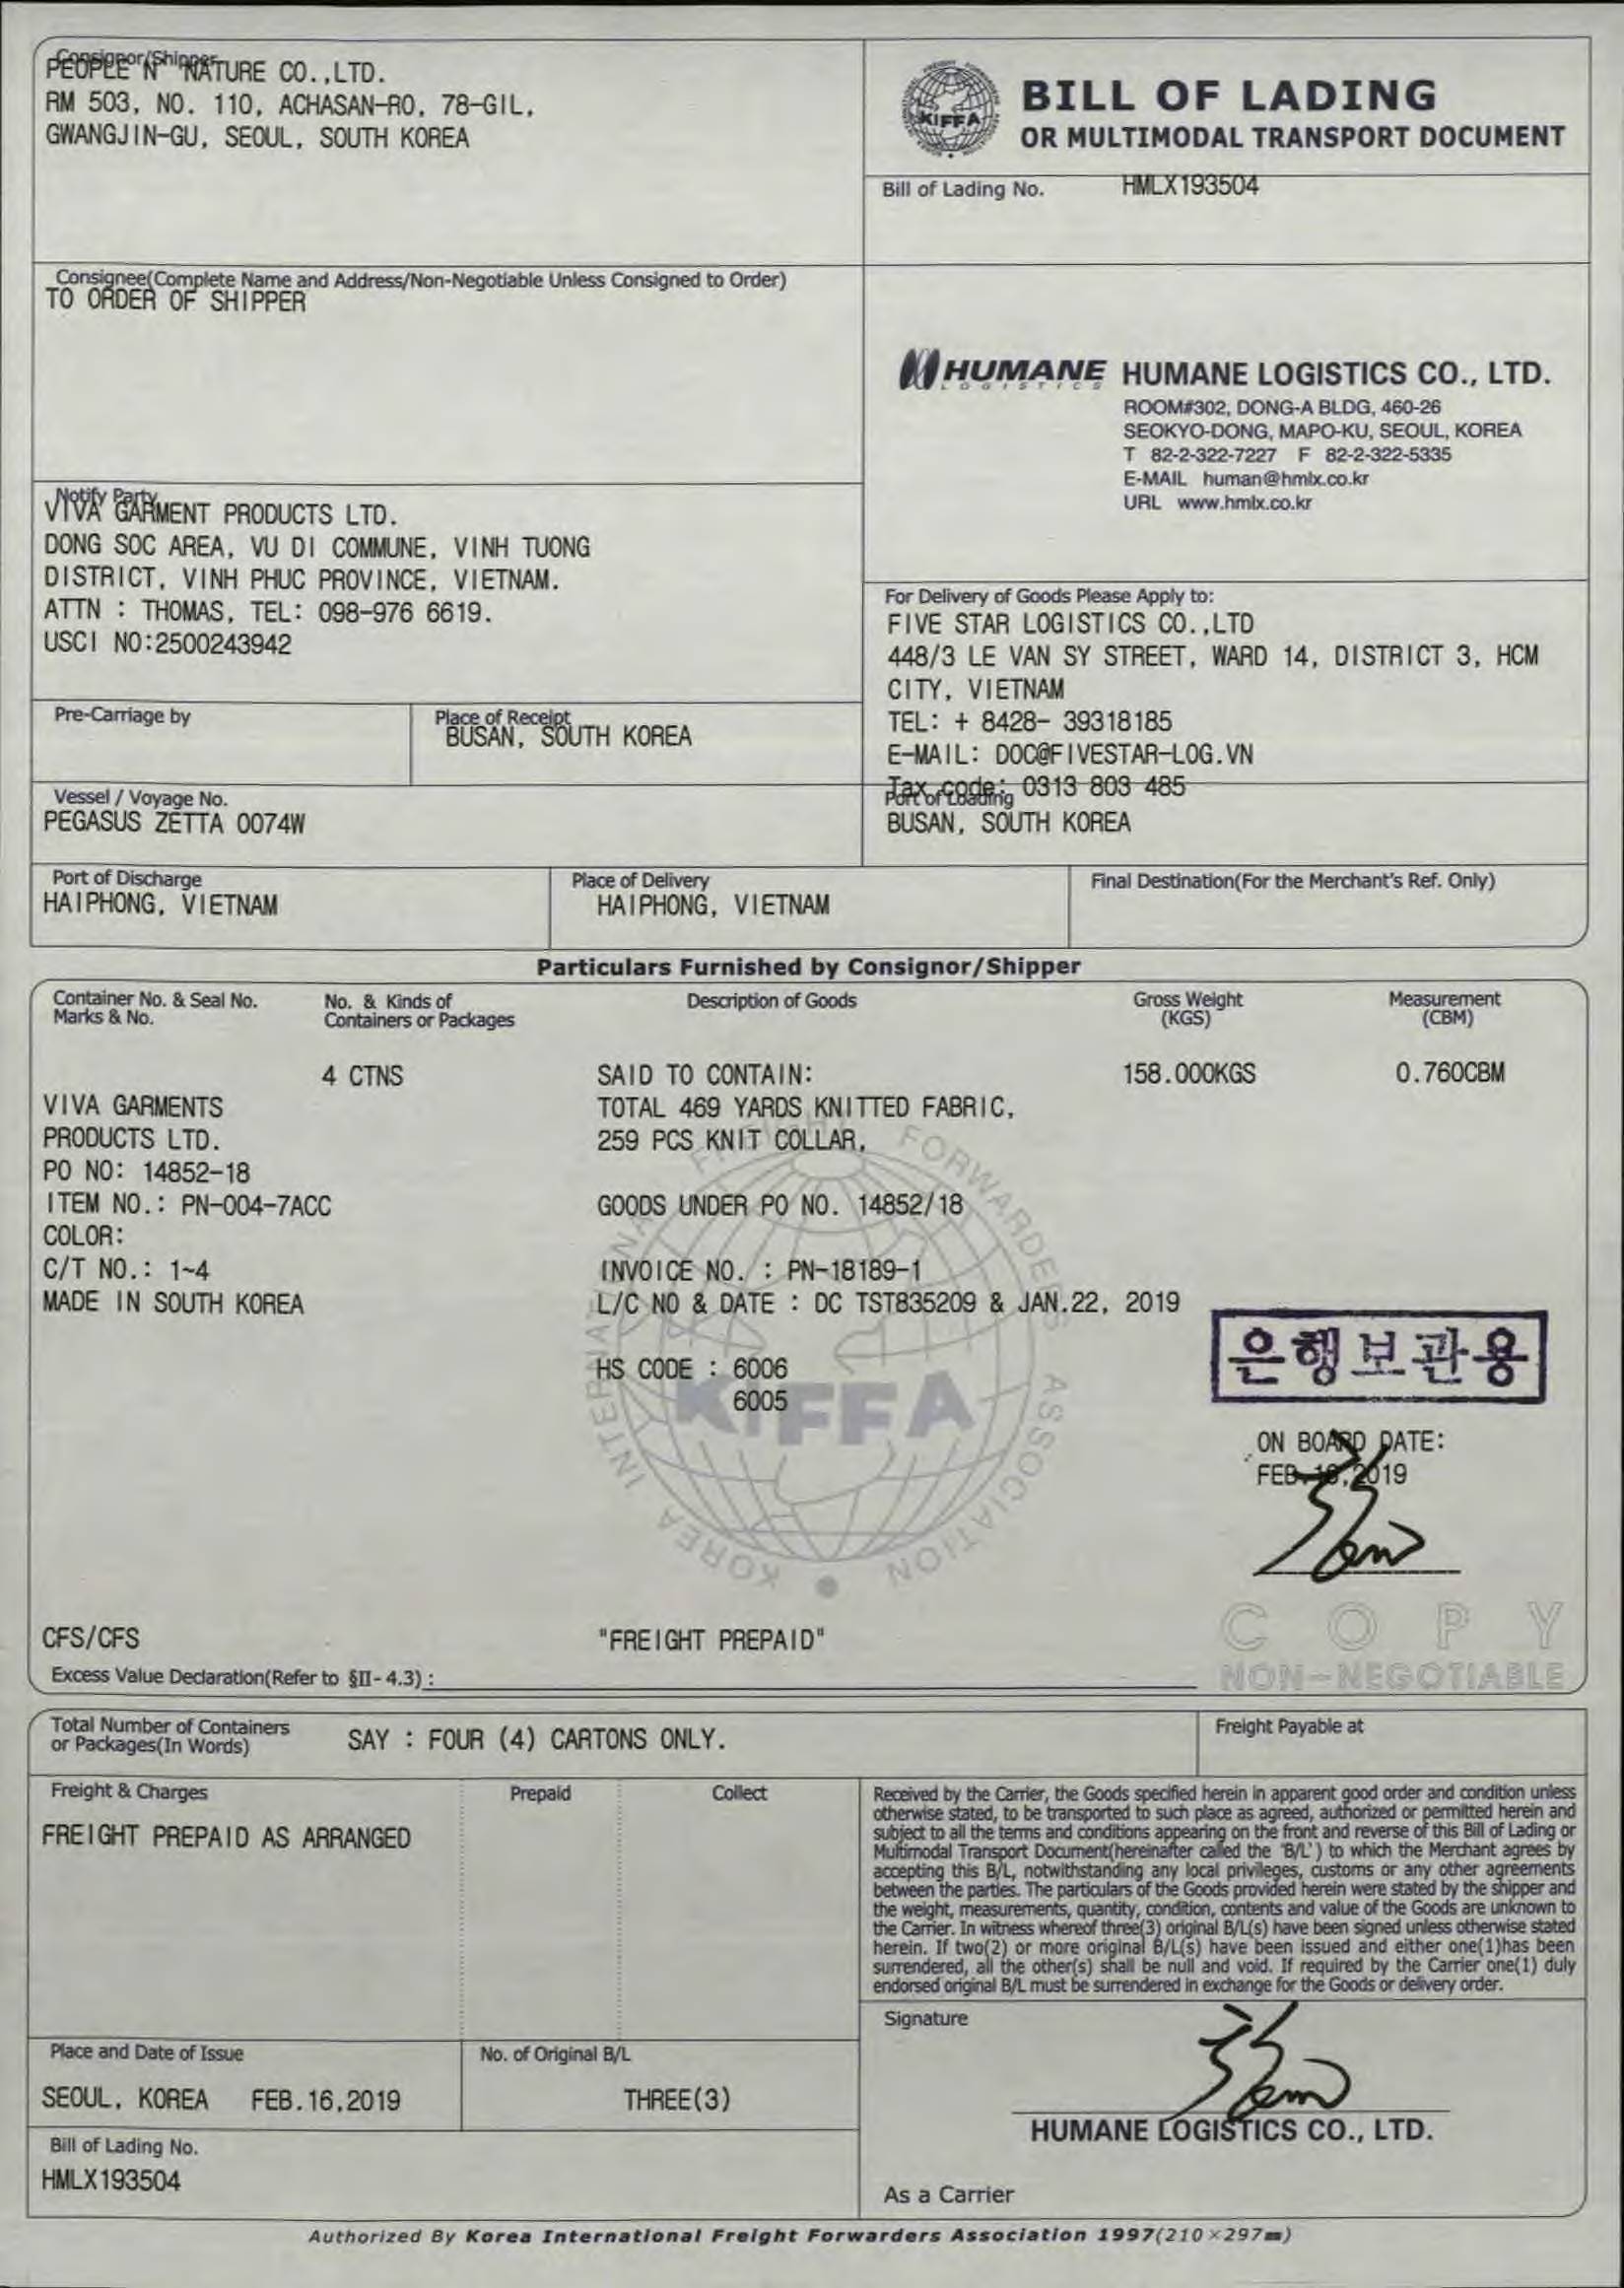 Consignor/Shipper
PEOPLE N NATURE CO.,LTD.
RM 503, NO. 110, ACHASAN-RO, 78-GIL,
GWANGJIN-GU, SEOUL, SOUTH KOREA
KIFFA
BILL OF LADING
OR MULTIMODAL TRANSPORT DOCUMENT
Bill of Lading No. HMLX193504
Consignee(Complete Name and Address/Non-Negotiable Unless Consigned to Order)
TO ORDER OF SHIPPER
HUMANE LOGISTICS
HUMANE LOGISTICS CO., LTD.
ROOM#302, DONG-A BLDG, 460-26
SEOKYO-DONG, MAPO-KU, SEOUL, KOREA
T 82-2-322-7227 F 82-2-322-5335
E-MAIL human@hmlx.co.kr
URL www.hmlx.co.kr
Notify Party
VIVA GARMENT PRODUCTS LTD.
DONG SOC AREA, VU DI COMMUNE, VINH TUONG
DISTRICT, VINH PHUC PROVINCE, VIETNAM.
ATTN : THOMAS, TEL: 098-976 6619.
USCI NO:2500243942
For Delivery of Goods Please Apply to:
FIVE STAR LOGISTICS CO.,LTD
448/3 LE VAN SY STREET, WARD 14, DISTRICT 3, HCM
CITY, VIETNAM
TEL: + 8428- 39318185
E-MAIL: DOC@FIVESTAR-LOG.VN
Tax code: 0313 803 485
Pre-Carriage by
Place of Receipt
BUSAN, SOUTH KOREA
Vessel / Voyage No.
PEGASUS ZETTA 0074W
Port of Loading
BUSAN, SOUTH KOREA
Port of Discharge
HAIPHONG, VIETNAM
Place of Delivery
HAIPHONG, VIETNAM
Final Destination(For the Merchant's Ref. Only)
Particulars Furnished by Consignor/Shipper
Container No. & Seal No.
Marks & No.
No. & Kinds of
Containers or Packages
Description of Goods
Gross Weight
(KGS)
Measurement
(CBM)
4 CTNS SAID TO CONTAIN: 158.000KGS 0.760CBM
VIVA GARMENTS TOTAL 469 YARDS KNITTED FABRIC,
PRODUCTS LTD. 259 PCS KNIT COLLAR,
PO NO: 14852-18
ITEM NO.: PN-004-7ACC GOODS UNDER PO NO. 14852/18
COLOR:
C/T NO.: 1~4 INVOICE NO. : PN-18189-1
MADE IN SOUTH KOREA L/C NO & DATE : DC TST835209 & JAN.22, 2019
HS CODE : 6006
6005
은행보관용
KIFFA
KOREA INTERNATIONAL FREIGHT FORWARDERS ASSOCIATION
ON BOARD DATE:
FEB.16,2019
CFS/CFS "FREIGHT PREPAID"
COPY
NON-NEGOTIABLE
Excess Value Declaration(Refer to §II- 4.3) :
Total Number of Containers
or Packages(In Words)
SAY : FOUR (4) CARTONS ONLY.
Freight Payable at
Freight & Charges Prepaid Collect
FREIGHT PREPAID AS ARRANGED
Received by the Carrier, the Goods specified herein in apparent good order and condition unless
otherwise stated, to be transported to such place as agreed, authorized or permitted herein and
subject to all the terms and conditions appearing on the front and reverse of this Bill of Lading or
Multimodal Transport Document(hereinafter called the 'B/L') to which the Merchant agrees by
accepting this B/L, notwithstanding any local privileges, customs or any other agreements
between the parties. The particulars of the Goods provided herein were stated by the shipper and
the weight, measurements, quantity, condition, contents and value of the Goods are unknown to
the Carrier. In witness whereof three(3) original B/L(s) have been signed unless otherwise stated
herein. If two(2) or more original B/L(s) have been issued and either one(1)has been
surrendered, all the other(s) shall be null and void. If required by the Carrier one(1) duly
endorsed original B/L must be surrendered in exchange for the Goods or delivery order.
Signature
Place and Date of Issue
SEOUL, KOREA FEB.16,2019
No. of Original B/L
THREE(3)
HUMANE LOGISTICS CO., LTD.
Bill of Lading No.
HMLX193504
As a Carrier
Authorized By Korea International Freight Forwarders Association 1997(210×297㎜)